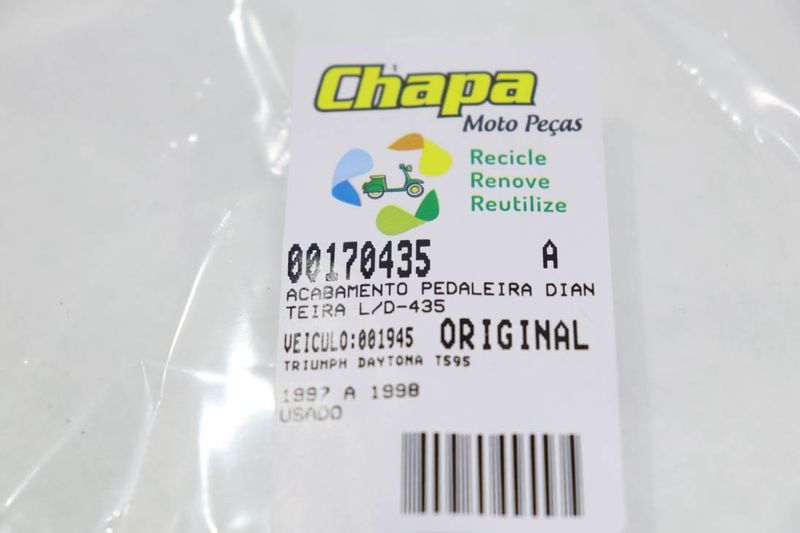 Chapa
Moto Peças
Recicle
Renove
Reutilize
00170435 A
ACABAMENTO PEDALEIRA DIAN
TEIRA L/D-435
VEICULO:001945 ORIGINAL
TRIUMPH DAYTONA T595
1997 A 1998
USADO